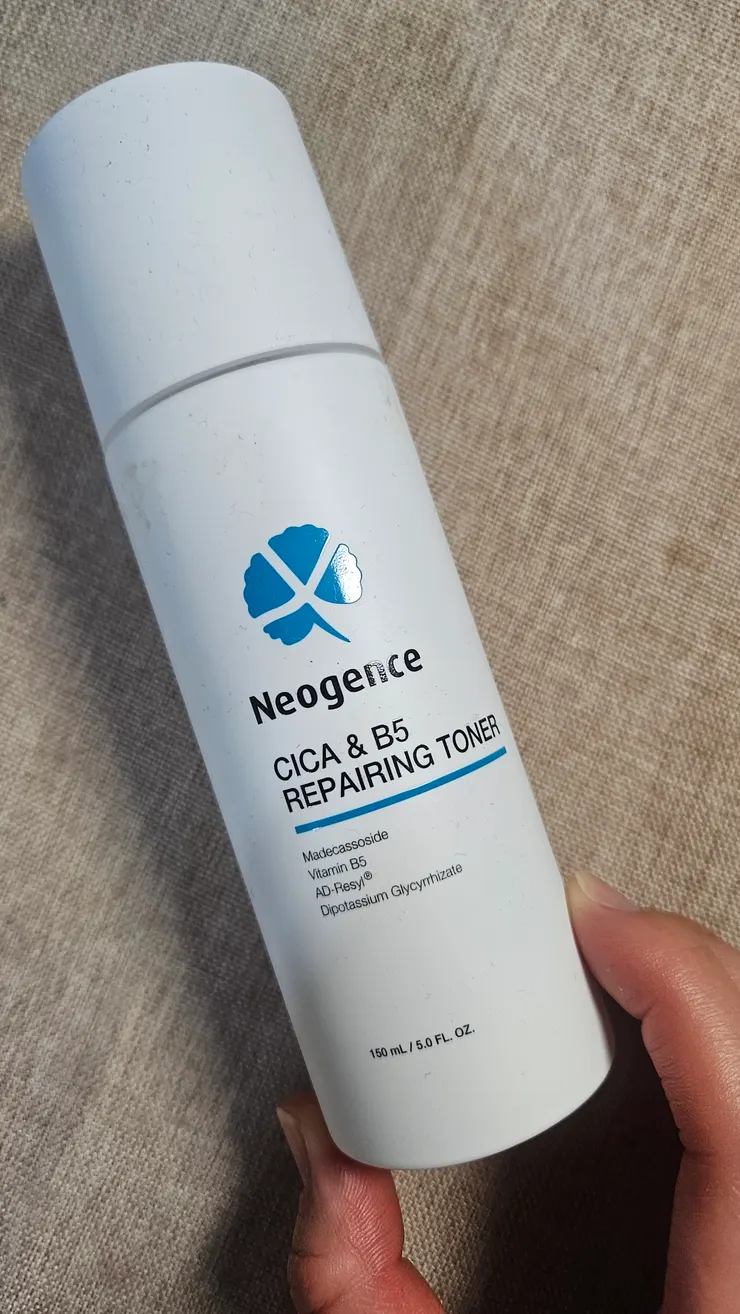 Neogence
CICA & B5
REPAIRING TONER
Madecassoside
Vitamin B5
AD-Resyl®
Dipotassium Glycyrrhizate
150 mL / 5.0 FL. OZ.